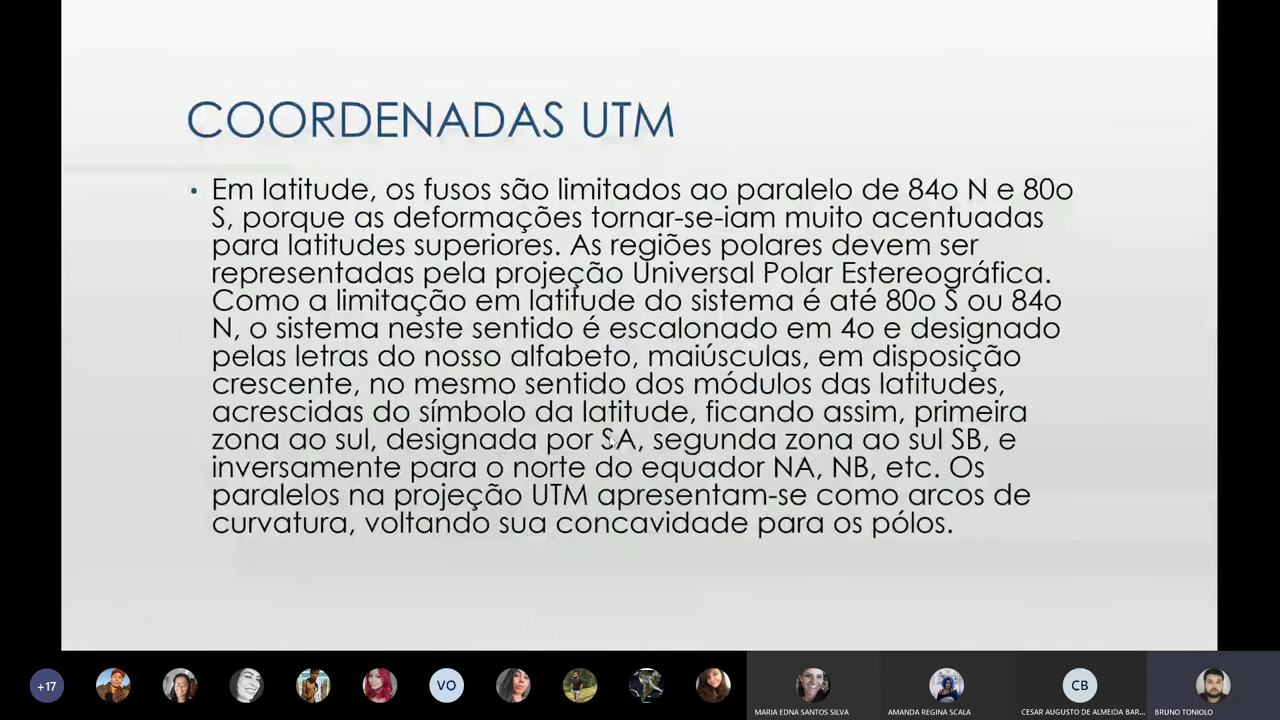 COORDENADAS UTM
• Em latitude, os fusos são limitados ao paralelo de 84o N e 80o
S, porque as deformações tornar-se-iam muito acentuadas
para latitudes superiores. As regiões polares devem ser
representadas pela projeção Universal Polar Estereográfica.
Como a limitação em latitude do sistema é até 80o S ou 84o
N, o sistema neste sentido é escalonado em 4o e designado
pelas letras do nosso alfabeto, maiúsculas, em disposição
crescente, no mesmo sentido dos módulos das latitudes,
acrescidas do símbolo da latitude, ficando assim, primeira
zona ao sul, designada por SA, segunda zona ao sul SB, e
inversamente para o norte do equador NA, NB, etc. Os
paralelos na projeção UTM apresentam-se como arcos de
curvatura, voltando sua concavidade para os pólos.
+17
VO
CB
MARIA EDNA SANTOS SILVA
AMANDA REGINA SCALA
CESAR AUGUSTO DE ALMEIDA BAR...
BRUNO TONIOLO